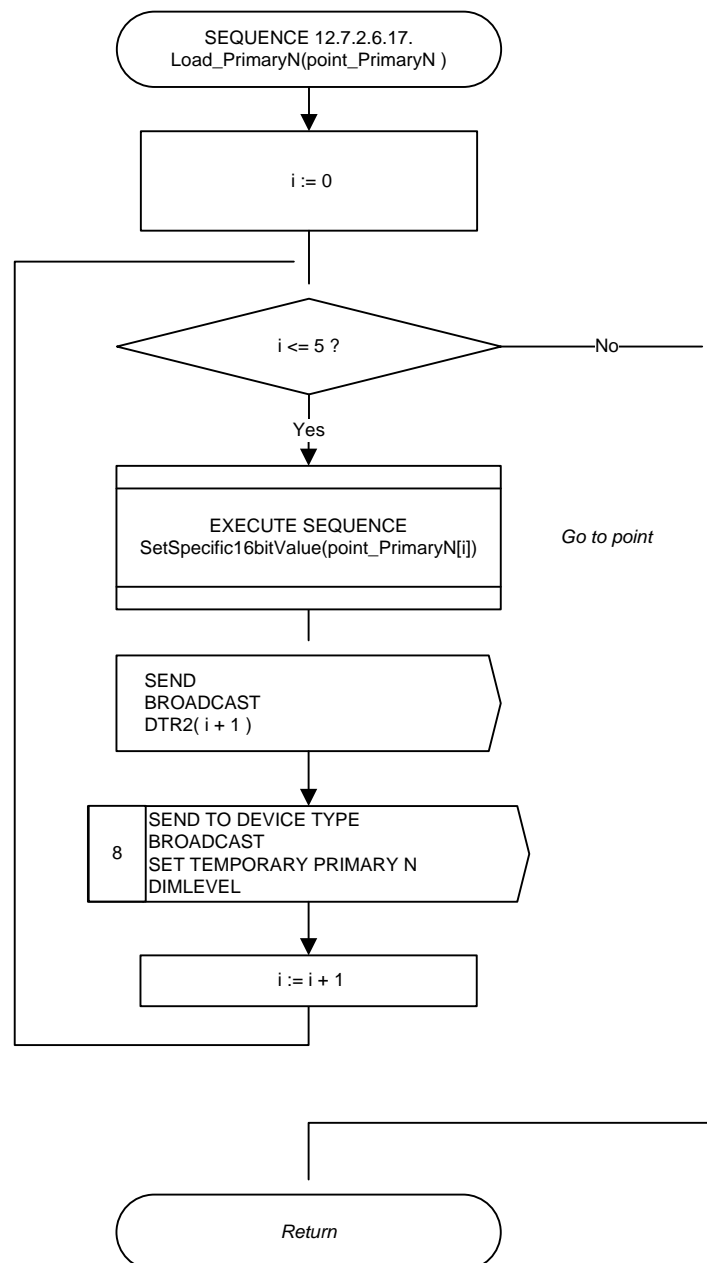 SEQUENCE 12.7.2.6.17.
Load_PrimaryN(point_PrimaryN )
i := 0
i <= 5 ?
No
Yes
EXECUTE SEQUENCE
SetSpecific16bitValue(point_PrimaryN[i])
Go to point
SEND
BROADCAST
DTR2( i + 1 )
8
SEND TO DEVICE TYPE
BROADCAST
SET TEMPORARY PRIMARY N
DIMLEVEL
i := i + 1
Return